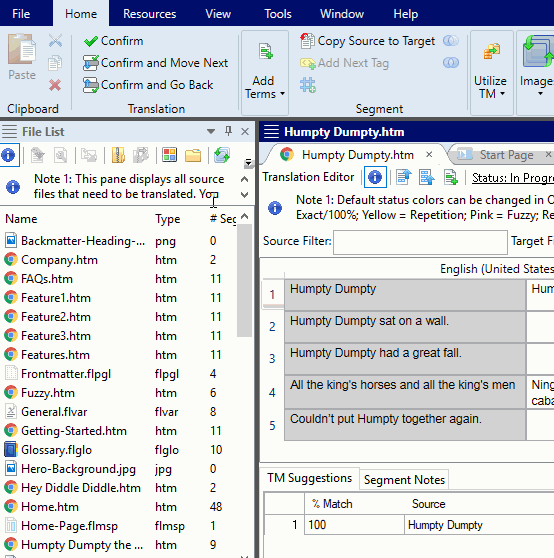 File Home Resources View Tools Window Help
Paste
Clipboard
Confirm
Confirm and Move Next
Confirm and Go Back
Translation
Add
Terms
Copy Source to Target
Add Next Tag
Segment
Utilize
TM
Images
File List
Note 1: This pane displays all source
files that need to be translated. You
Name Type # Seg
Backmatter-Heading-... png 0
Company.htm htm 2
FAQs.htm htm 11
Feature1.htm htm 11
Feature2.htm htm 11
Feature3.htm htm 11
Features.htm htm 11
Frontmatter.flpgl flpgl 4
Fuzzy.htm htm 6
General.flvar flvar 8
Getting-Started.htm htm 11
Glossary.flglo flglo 10
Hero-Background.jpg jpg 0
Hey Diddle Diddle.htm htm 2
Home.htm htm 48
Home-Page.flmsp flmsp 1
Humpty Dumpty the ... htm 9
Humpty Dumpty.htm
Humpty Dumpty.htm Start Page
Translation Editor Status: In Progre
Note 1: Default status colors can be changed in O
Exact/100%; Yellow = Repetition; Pink = Fuzzy; Re
Source Filter: Target Fi
English (United States
1 Humpty Dumpty Hum
2 Humpty Dumpty sat on a wall.
3 Humpty Dumpty had a great fall.
4 All the king's horses and all the king's men Ning
caba
5 Couldn't put Humpty together again.
TM Suggestions Segment Notes
% Match Source
1 100 Humpty Dumpty